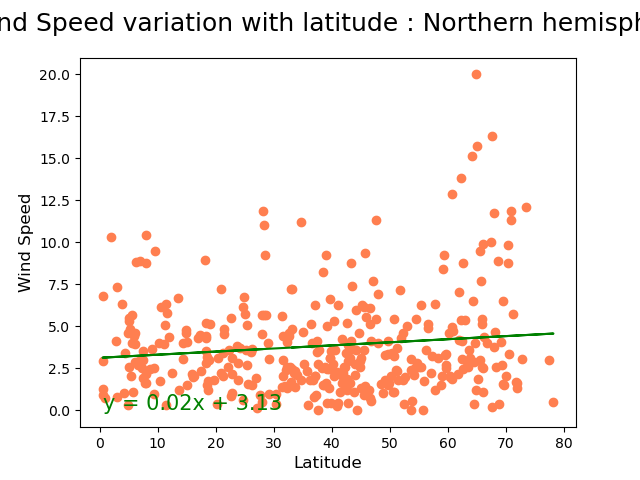 nd Speed variation with latitude : Northern hemisph
20.0
17.5
15.0
12.5
10.0
7.5
5.0
2.5
0.0
Wind Speed
y = 0.02x + 3.13
0 10 20 30 40 50 60 70 80
Latitude